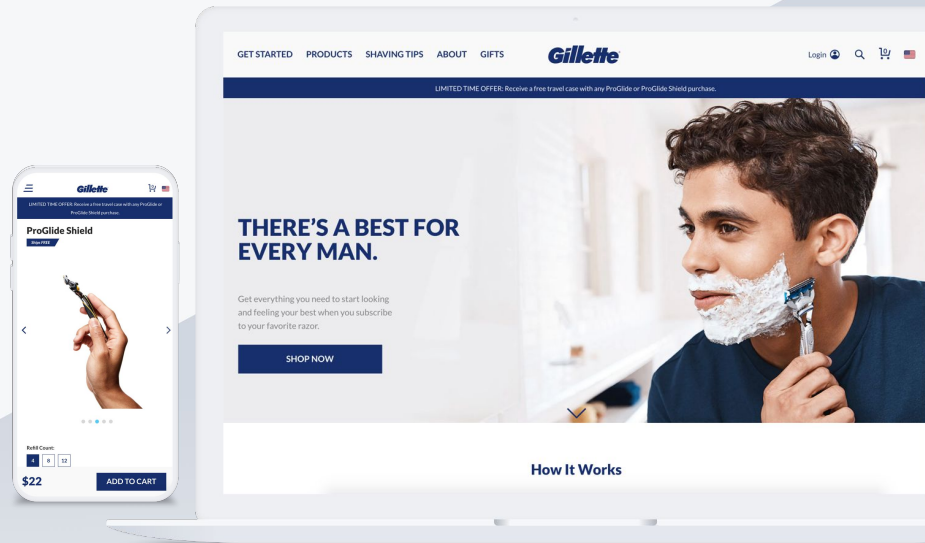 GET STARTED PRODUCTS SHAVING TIPS ABOUT GIFTS Gillette Login 0
LIMITED TIME OFFER: Receive a free travel case with any ProGlide or ProGlide Shield purchase.
THERE'S A BEST FOR
EVERY MAN.
Get everything you need to start looking
and feeling your best when you subscribe
to your favorite razor.
SHOP NOW
How It Works
Gillette
LIMITED TIME OFFER: Receive a free travel case with any ProGlide or
ProGlide Shield purchase.
ProGlide Shield
Ships FREE
Refill Count:
4 8 12
$22 ADD TO CART